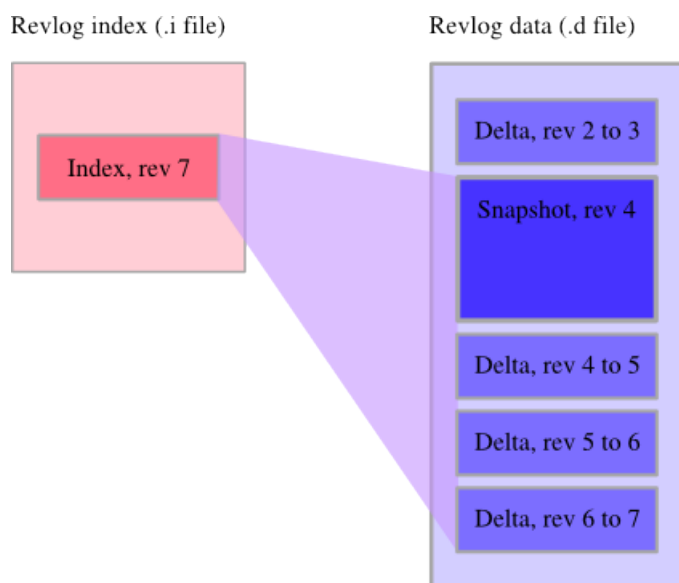 Revlog index (.i file)
Revlog data (.d file)
Index, rev 7
Delta, rev 2 to 3
Snapshot, rev 4
Delta, rev 4 to 5
Delta, rev 5 to 6
Delta, rev 6 to 7